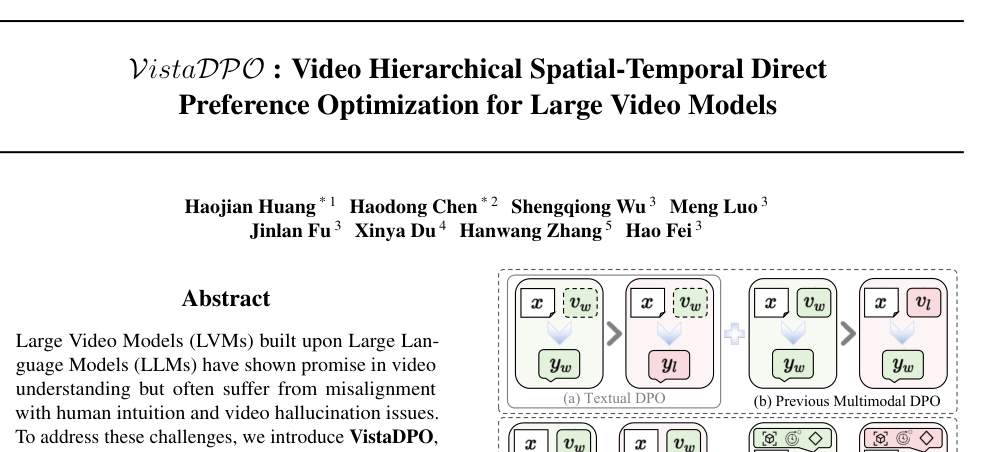 VistaDPO : Video Hierarchical Spatial-Temporal Direct
Preference Optimization for Large Video Models
Haojian Huang * 1 Haodong Chen * 2 Shengqiong Wu 3 Meng Luo 3
Jinlan Fu 3 Xinya Du 4 Hanwang Zhang 5 Hao Fei 3
Abstract
Large Video Models (LVMs) built upon Large Lan-
guage Models (LLMs) have shown promise in video
understanding but often suffer from misalignment
with human intuition and video hallucination issues.
To address these challenges, we introduce VistaDPO,
x v_w x v_w x v_w x v_l
y_w y_l y_w y_w
(a) Textual DPO (b) Previous Multimodal DPO
x v_w x v_w